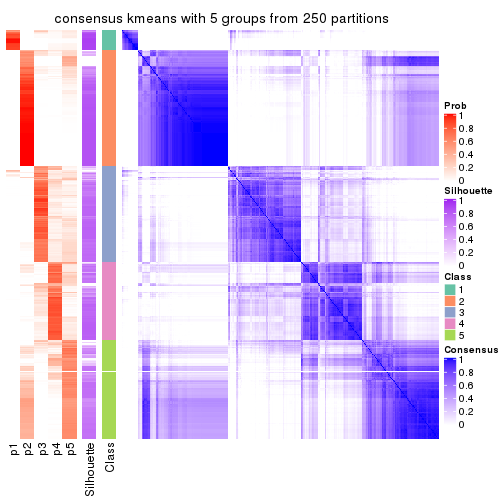 consensus kmeans with 5 groups from 250 partitions
Prob
1
0.8
0.6
0.4
0.2
0
Silhouette
1
0.8
0.6
0.4
0.2
0
Class
1
2
3
4
5
Consensus
1
0.8
0.6
0.4
0.2
0
p1
p2
p3
p4
p5
Silhouette
Class